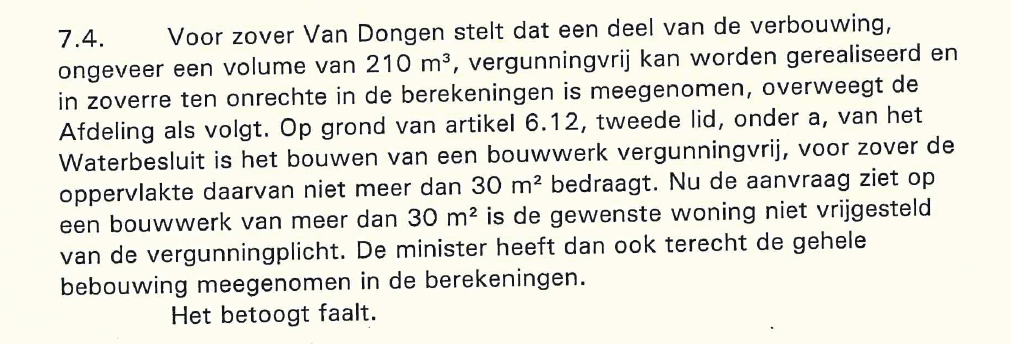 7.4. Voor zover Van Dongen stelt dat een deel van de verbouwing,
ongeveer een volume van 210 m³, vergunningvrij kan worden gerealiseerd en
in zoverre ten onrechte in de berekeningen is meegenomen, overweegt de
Afdeling als volgt. Op grond van artikel 6.12, tweede lid, onder a, van het
Waterbesluit is het bouwen van een bouwwerk vergunningvrij, voor zover de
oppervlakte daarvan niet meer dan 30 m² bedraagt. Nu de aanvraag ziet op
een bouwwerk van meer dan 30 m² is de gewenste woning niet vrijgesteld
van de vergunningplicht. De minister heeft dan ook terecht de gehele
bebouwing meegenomen in de berekeningen.
Het betoogt faalt.